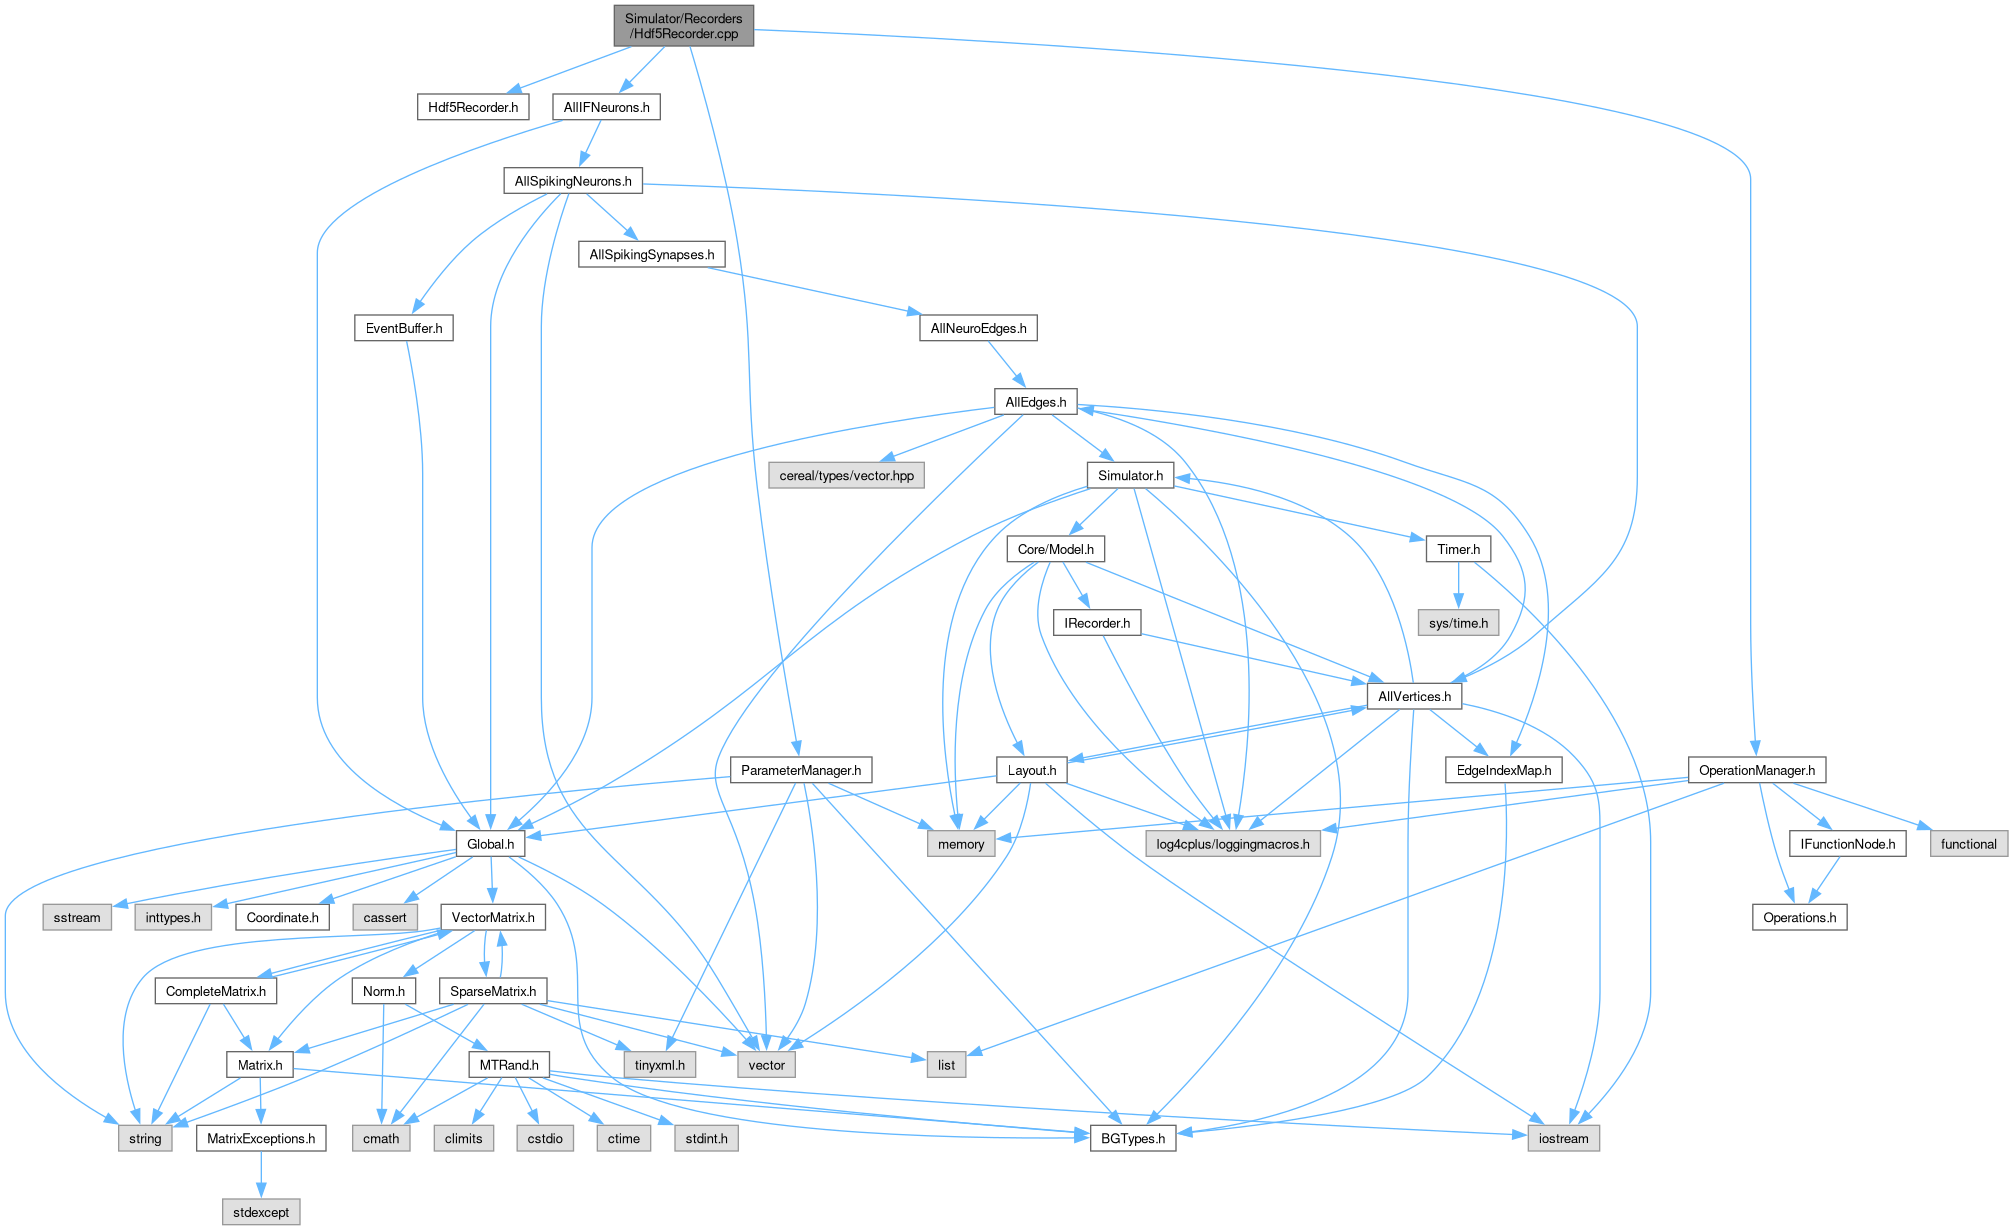 Simulator/Recorders
/Hdf5Recorder.cpp
Hdf5Recorder.h
AllIFNeurons.h
AllSpikingNeurons.h
AllSpikingSynapses.h
EventBuffer.h
AllNeuroEdges.h
AllEdges.h
cereal/types/vector.hpp
Simulator.h
Core/Model.h
Timer.h
IRecorder.h
sys/time.h
AllVertices.h
ParameterManager.h
Layout.h
EdgeIndexMap.h
OperationManager.h
Global.h
memory
log4cplus/loggingmacros.h
IFunctionNode.h
functional
sstream
inttypes.h
Coordinate.h
cassert
VectorMatrix.h
Operations.h
CompleteMatrix.h
Norm.h
SparseMatrix.h
Matrix.h
MTRand.h
tinyxml.h
vector
list
string
MatrixExceptions.h
cmath
climits
cstdio
ctime
stdint.h
BGTypes.h
iostream
stdexcept